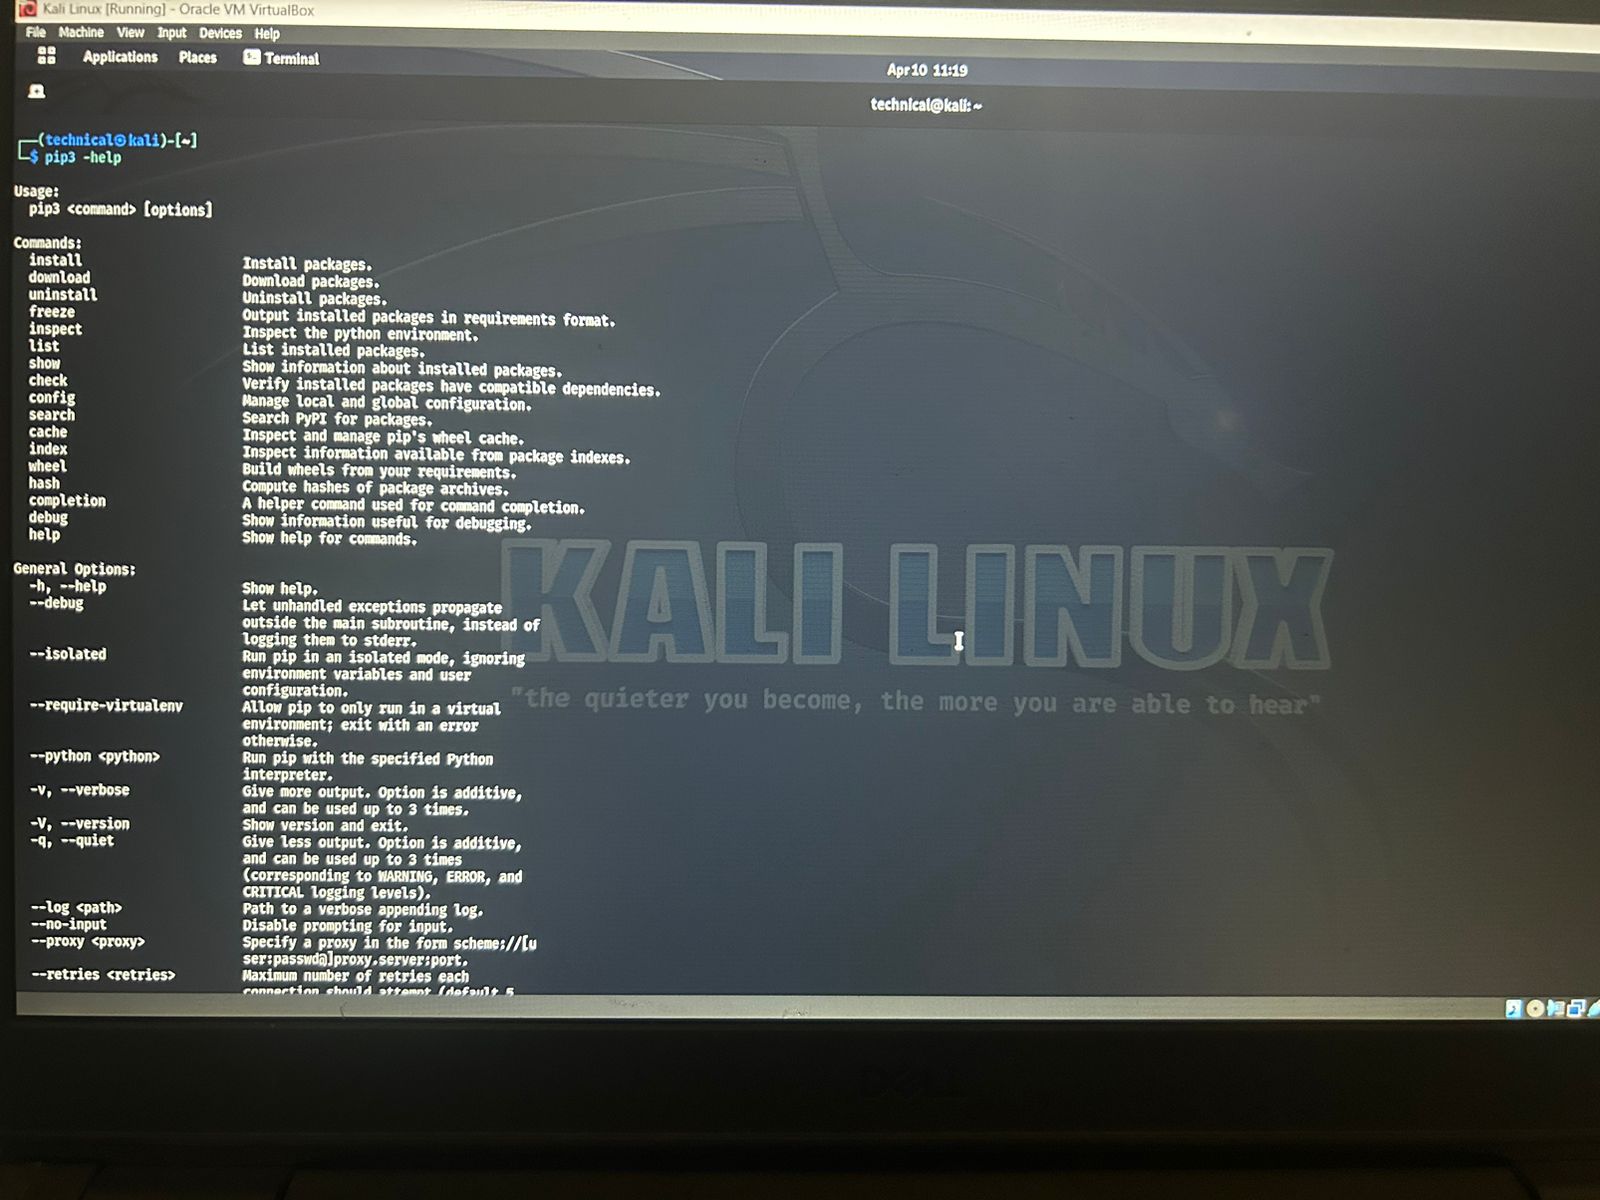 Kali Linux [Running] - Oracle VM VirtualBox
File Machine View Input Devices Help
Applications Places Terminal
Apr 10 11:19
technical@kali: ~
(technical㉿kali)-[~]
$ pip3 -help
Usage:
pip3 <command> [options]
Commands:
install Install packages.
download Download packages.
uninstall Uninstall packages.
freeze Output installed packages in requirements format.
inspect Inspect the python environment.
list List installed packages.
show Show information about installed packages.
check Verify installed packages have compatible dependencies.
config Manage local and global configuration.
search Search PyPI for packages.
cache Inspect and manage pip's wheel cache.
index Inspect information available from package indexes.
wheel Build wheels from your requirements.
hash Compute hashes of package archives.
completion A helper command used for command completion.
debug Show information useful for debugging.
help Show help for commands.
General Options:
-h, --help Show help.
--debug Let unhandled exceptions propagate
outside the main subroutine, instead of
logging them to stderr.
--isolated Run pip in an isolated mode, ignoring
environment variables and user
configuration.
--require-virtualenv Allow pip to only run in a virtual
environment; exit with an error
otherwise.
--python <python> Run pip with the specified Python
interpreter.
-v, --verbose Give more output. Option is additive,
and can be used up to 3 times.
-V, --version Show version and exit.
-q, --quiet Give less output. Option is additive,
and can be used up to 3 times
(corresponding to WARNING, ERROR, and
CRITICAL logging levels).
--log <path> Path to a verbose appending log.
--no-input Disable prompting for input.
--proxy <proxy> Specify a proxy in the form scheme://[u
ser:passwd@]proxy.server:port.
--retries <retries> Maximum number of retries each
connection should attempt (default 5
KALI LINUX
"the quieter you become, the more you are able to hear"
DELL